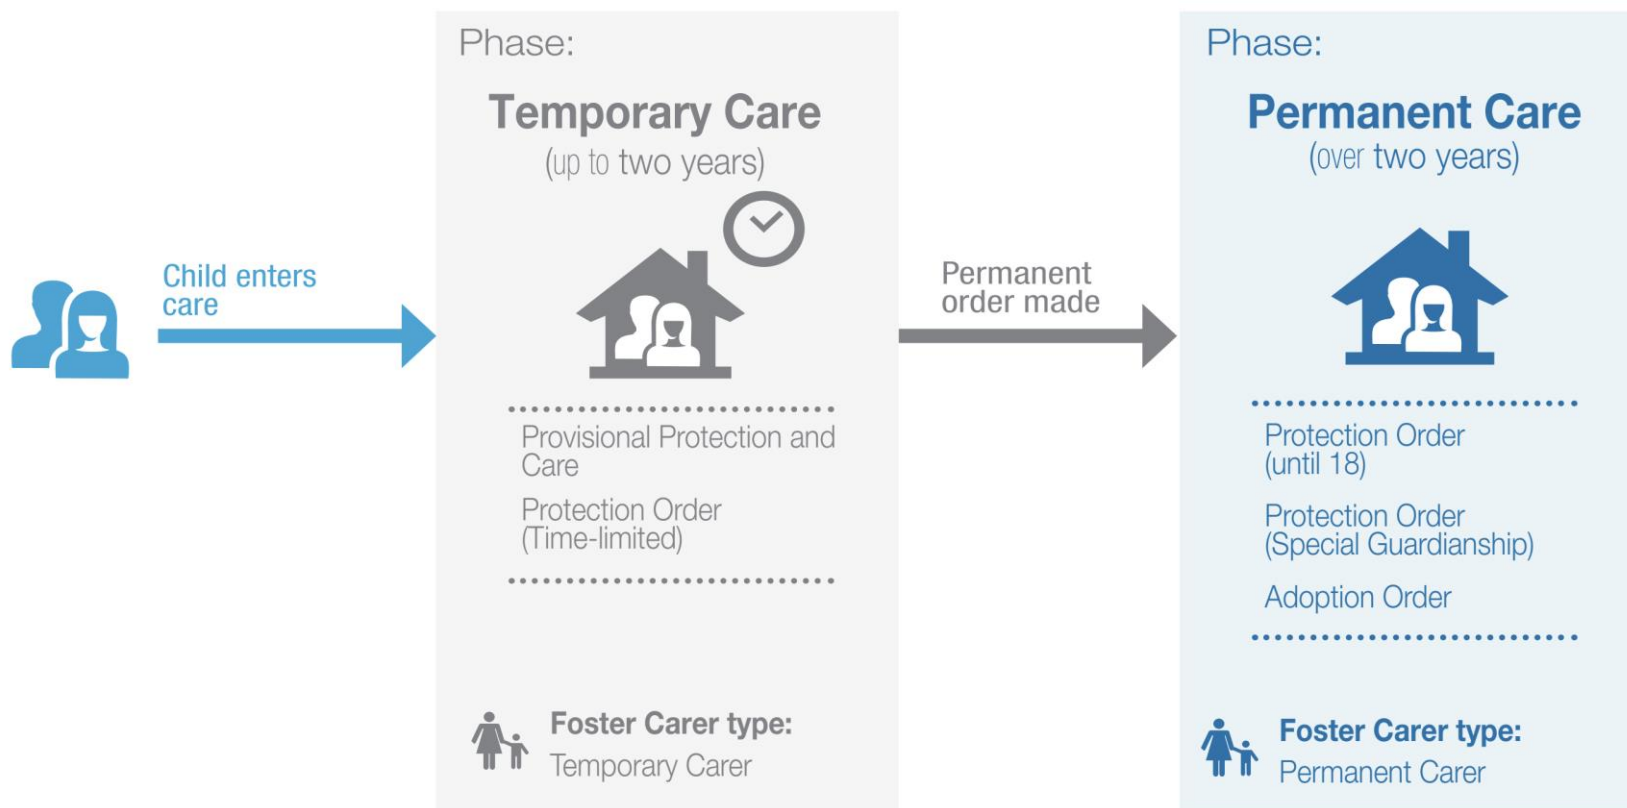 Child enters
care
Phase:
Temporary Care
(up to two years)
Provisional Protection and
Care
Protection Order
(Time-limited)
Foster Carer type:
Temporary Carer
Permanent
order made
Phase:
Permanent Care
(over two years)
Protection Order
(until 18)
Protection Order
(Special Guardianship)
Adoption Order
Foster Carer type:
Permanent Carer